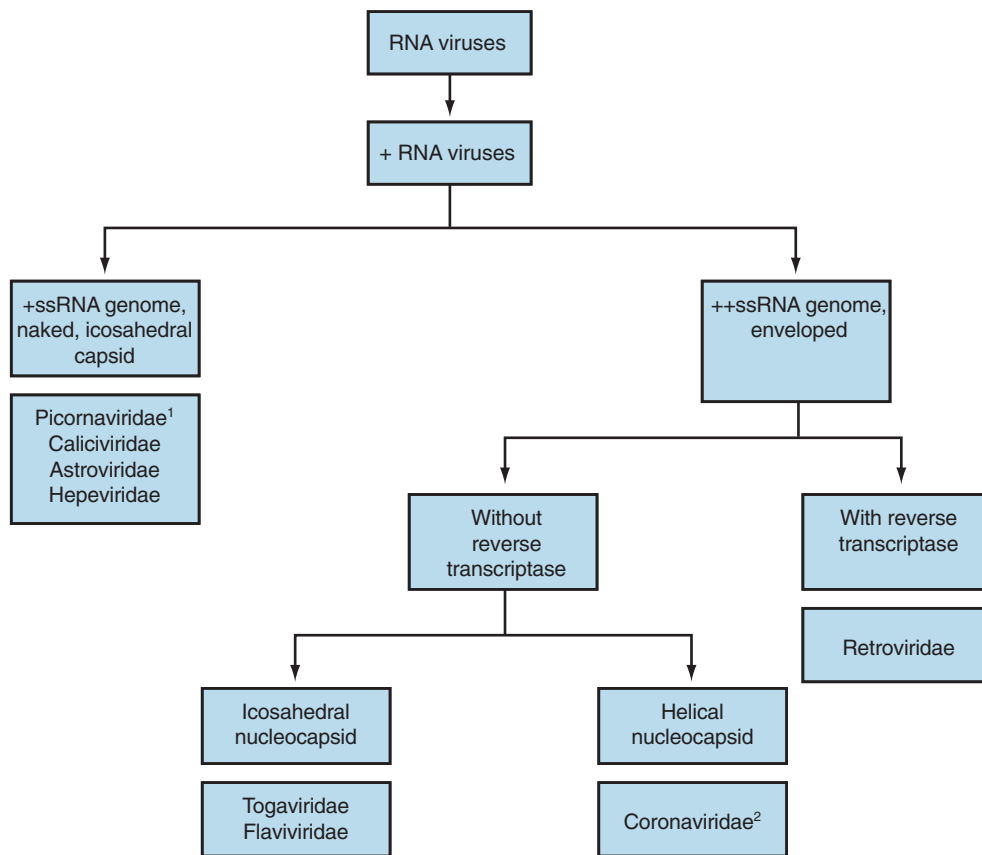 RNA viruses
+ RNA viruses
+ssRNA genome,
naked, icosahedral
capsid
++ssRNA genome,
enveloped
Picornaviridae¹
Caliciviridae
Astroviridae
Hepeviridae
Without
reverse
transcriptase
With reverse
transcriptase
Retroviridae
Icosahedral
nucleocapsid
Helical
nucleocapsid
Togaviridae
Flaviviridae
Coronaviridae²